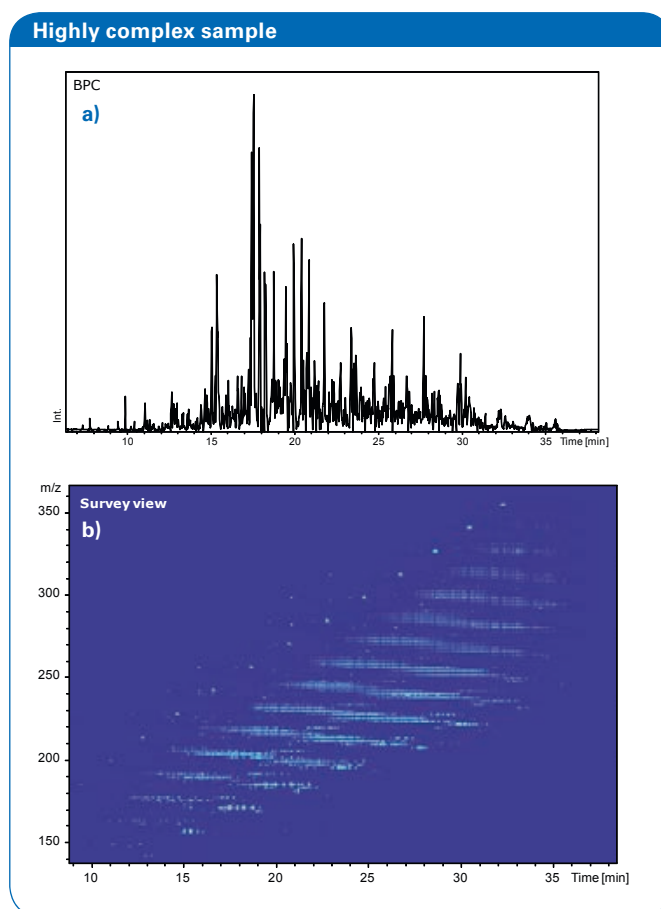 Highly complex sample
BPC
a)
Int.
10 15 20 25 30 35 Time [min]
m/z
Survey view
b)
350
300
250
200
150
10 15 20 25 30 35 Time [min]